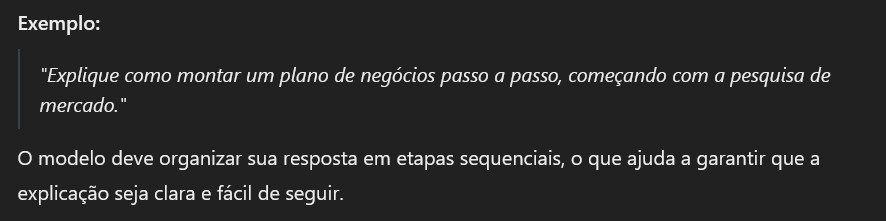 Exemplo:
"Explique como montar um plano de negócios passo a passo, começando com a pesquisa de
mercado."
O modelo deve organizar sua resposta em etapas sequenciais, o que ajuda a garantir que a
explicação seja clara e fácil de seguir.